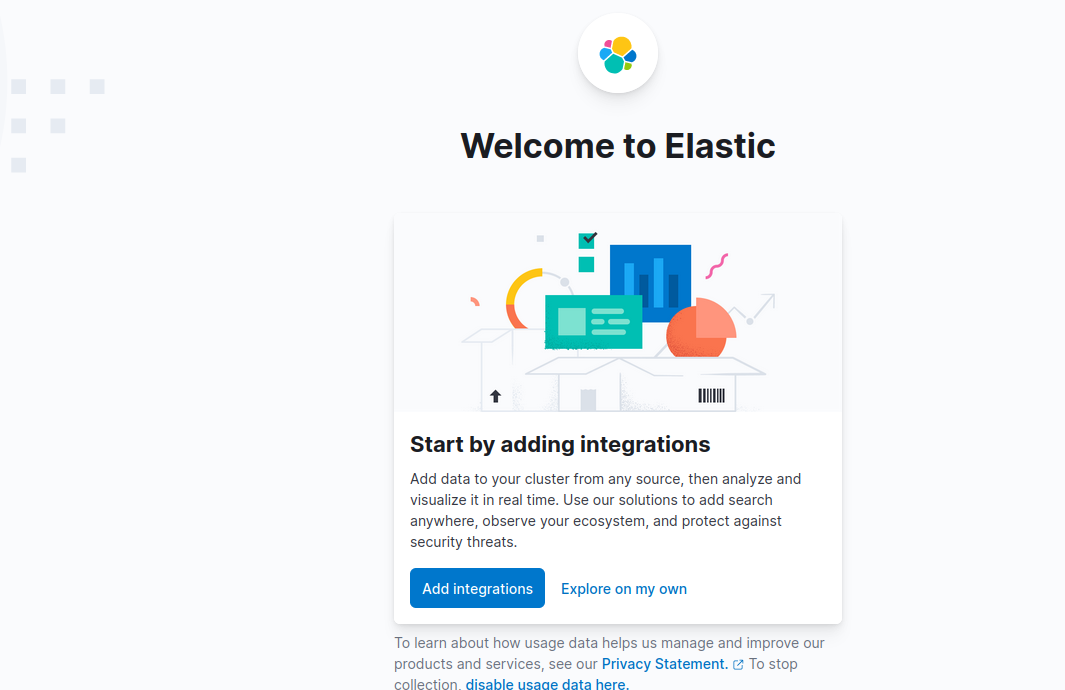 Welcome to Elastic
Start by adding integrations
Add data to your cluster from any source, then analyze and
visualize it in real time. Use our solutions to add search
anywhere, observe your ecosystem, and protect against
security threats.
Add integrations
Explore on my own
To learn about how usage data helps us manage and improve our
products and services, see our Privacy Statement. To stop
collection, disable usage data here.